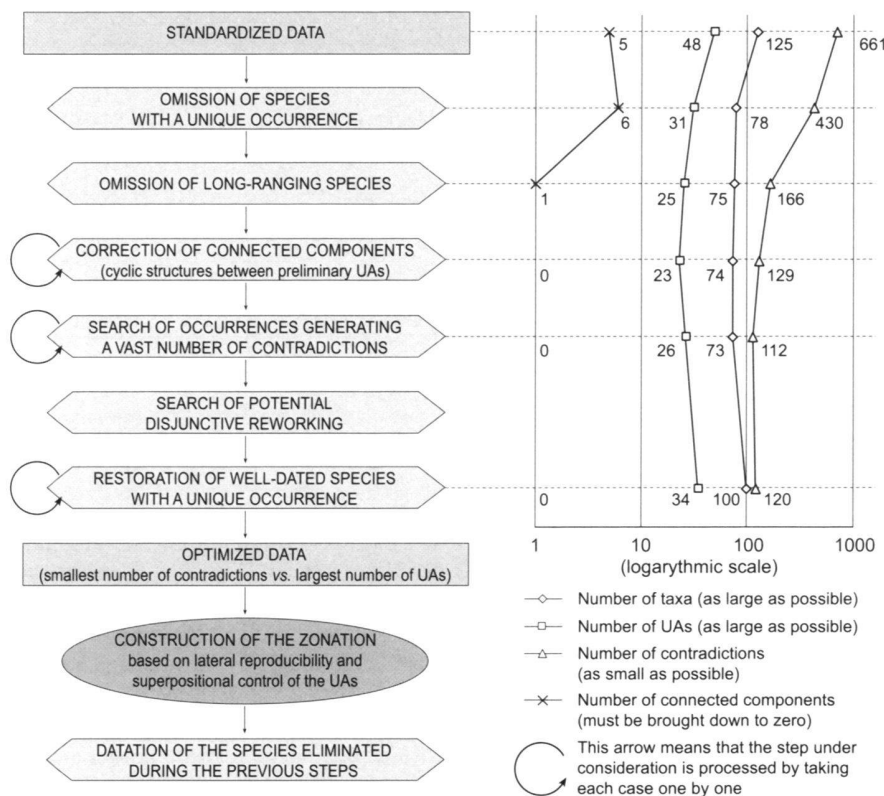 STANDARDIZED DATA
OMISSION OF SPECIES
WITH A UNIQUE OCCURRENCE
OMISSION OF LONG-RANGING SPECIES
CORRECTION OF CONNECTED COMPONENTS
(cyclic structures between preliminary UAs)
SEARCH OF OCCURRENCES GENERATING
A VAST NUMBER OF CONTRADICTIONS
SEARCH OF POTENTIAL
DISJUNCTIVE REWORKING
RESTORATION OF WELL-DATED SPECIES
WITH A UNIQUE OCCURRENCE
OPTIMIZED DATA
(smallest number of contradictions vs. largest number of UAs)
CONSTRUCTION OF THE ZONATION
based on lateral reproducibility and
superpositional control of the UAs
DATATION OF THE SPECIES ELIMINATED
DURING THE PREVIOUS STEPS
5 48 125 661
6 31 78 430
1 25 75 166
0 23 74 129
0 26 73 112
0 34 100 120
1 10 100 1000
(logarythmic scale)
Number of taxa (as large as possible)
Number of UAs (as large as possible)
Number of contradictions
(as small as possible)
Number of connected components
(must be brought down to zero)
This arrow means that the step under
consideration is processed by taking
each case one by one